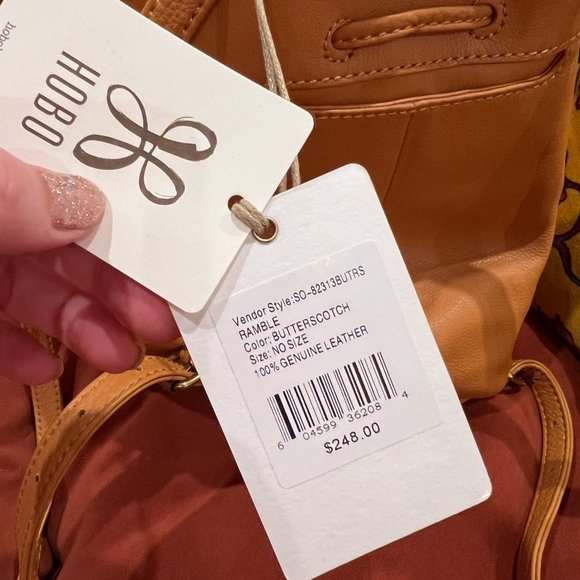 HOBO
Vendor Style:SO-82313BUTRS
RAMBLE
Color: BUTTERSCOTCH
Size: NO SIZE
100% GENUINE LEATHER
6 04599 36208 4
$248.00